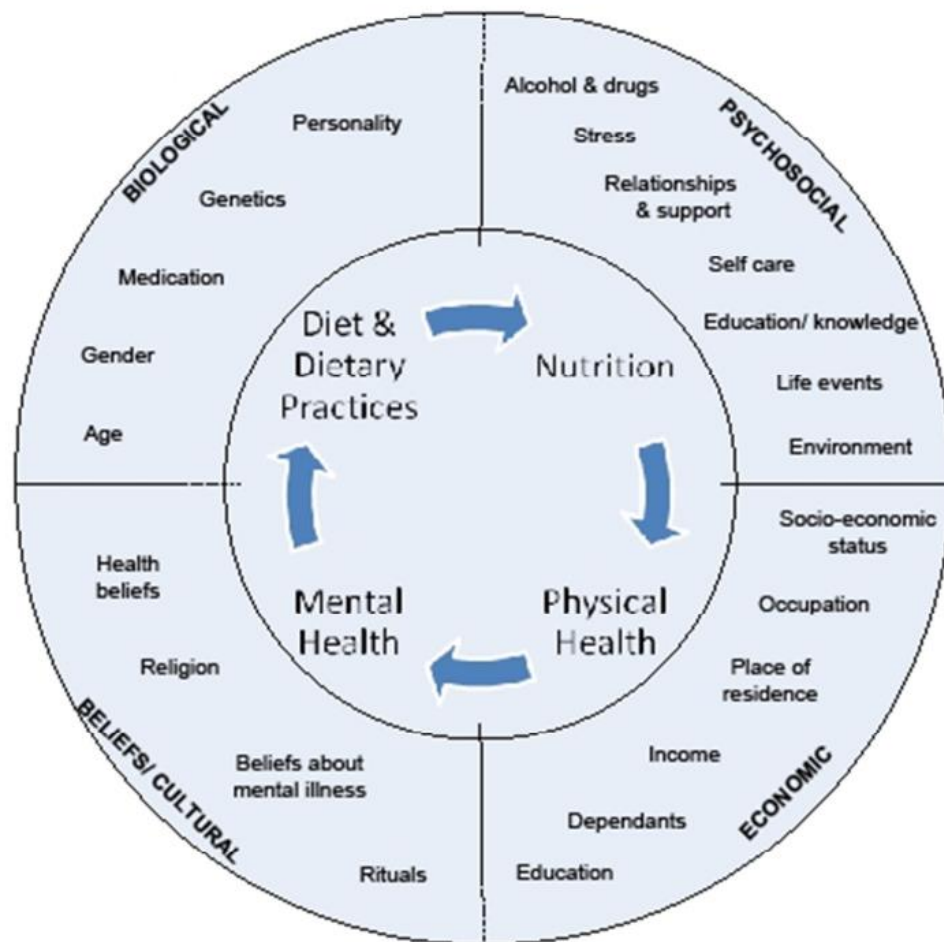 BIOLOGICAL
Personality
Genetics
Medication
Gender
Age
PSYCHOSOCIAL
Alcohol & drugs
Stress
Relationships
& support
Self care
Education/ knowledge
Life events
Environment
Diet &
Dietary
Practices
Nutrition
Mental
Health
Physical
Health
BELIEFS/ CULTURAL
Health
beliefs
Religion
Beliefs about
mental illness
Rituals
ECONOMIC
Socio-economic
status
Occupation
Place of
residence
Income
Dependants
Education